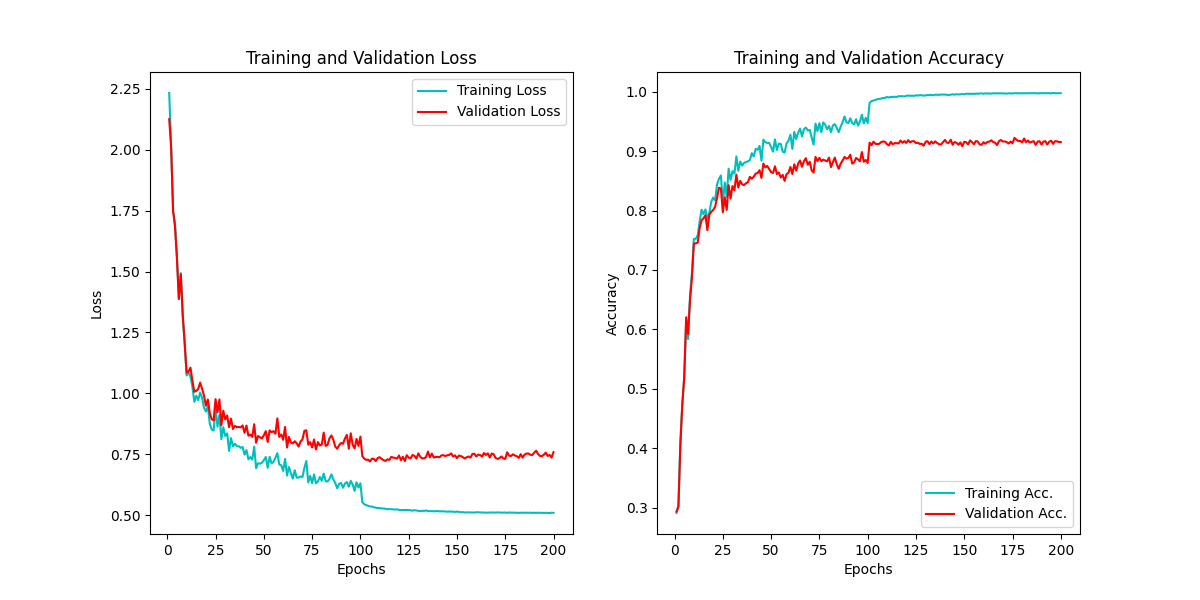 Training and Validation Loss
2.25
2.00
1.75
1.50
1.25
1.00
0.75
0.50
Loss
0 25 50 75 100 125 150 175 200
Epochs
Training Loss
Validation Loss
Training and Validation Accuracy
1.0
0.9
0.8
0.7
0.6
0.5
0.4
0.3
Accuracy
0 25 50 75 100 125 150 175 200
Epochs
Training Acc.
Validation Acc.